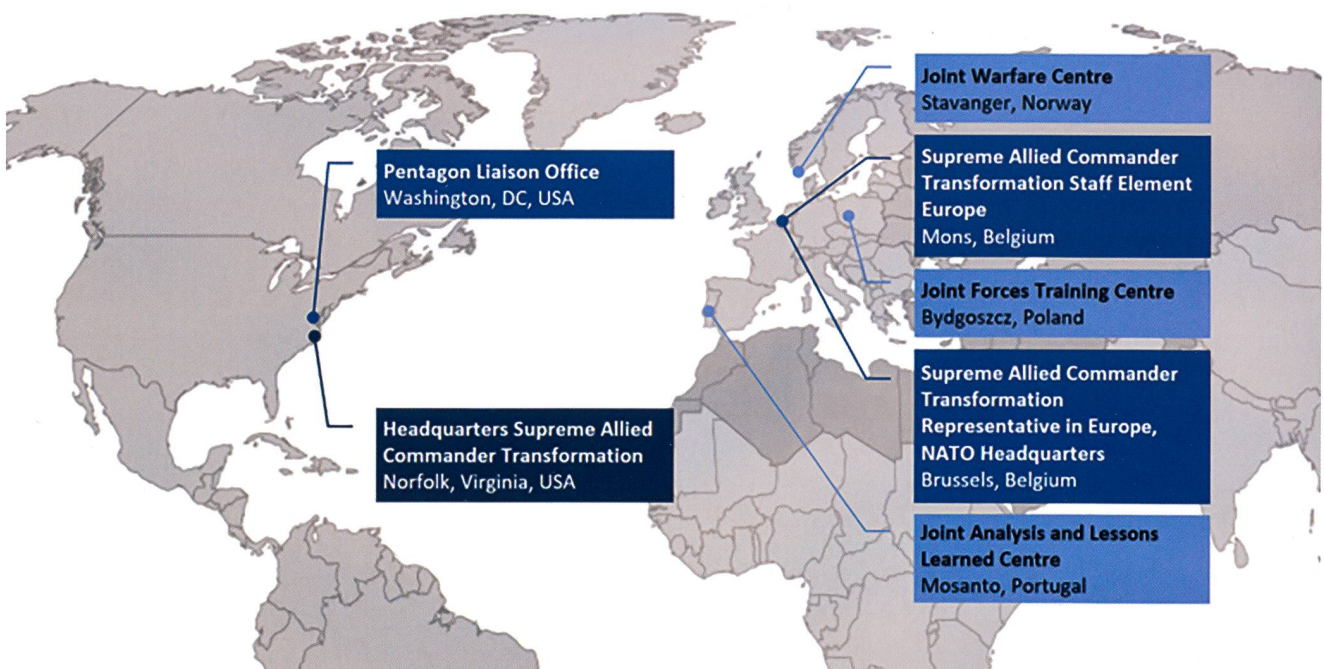 Pentagon Liaison Office
Washington, DC, USA
Headquarters Supreme Allied
Commander Transformation
Norfolk, Virginia, USA
Joint Warfare Centre
Stavanger, Norway
Supreme Allied Commander
Transformation Staff Element
Europe
Mons, Belgium
Joint Forces Training Centre
Bydgoszcz, Poland
Supreme Allied Commander
Transformation
Representative in Europe,
NATO Headquarters
Brussels, Belgium
Joint Analysis and Lessons
Learned Centre
Mosanto, Portugal